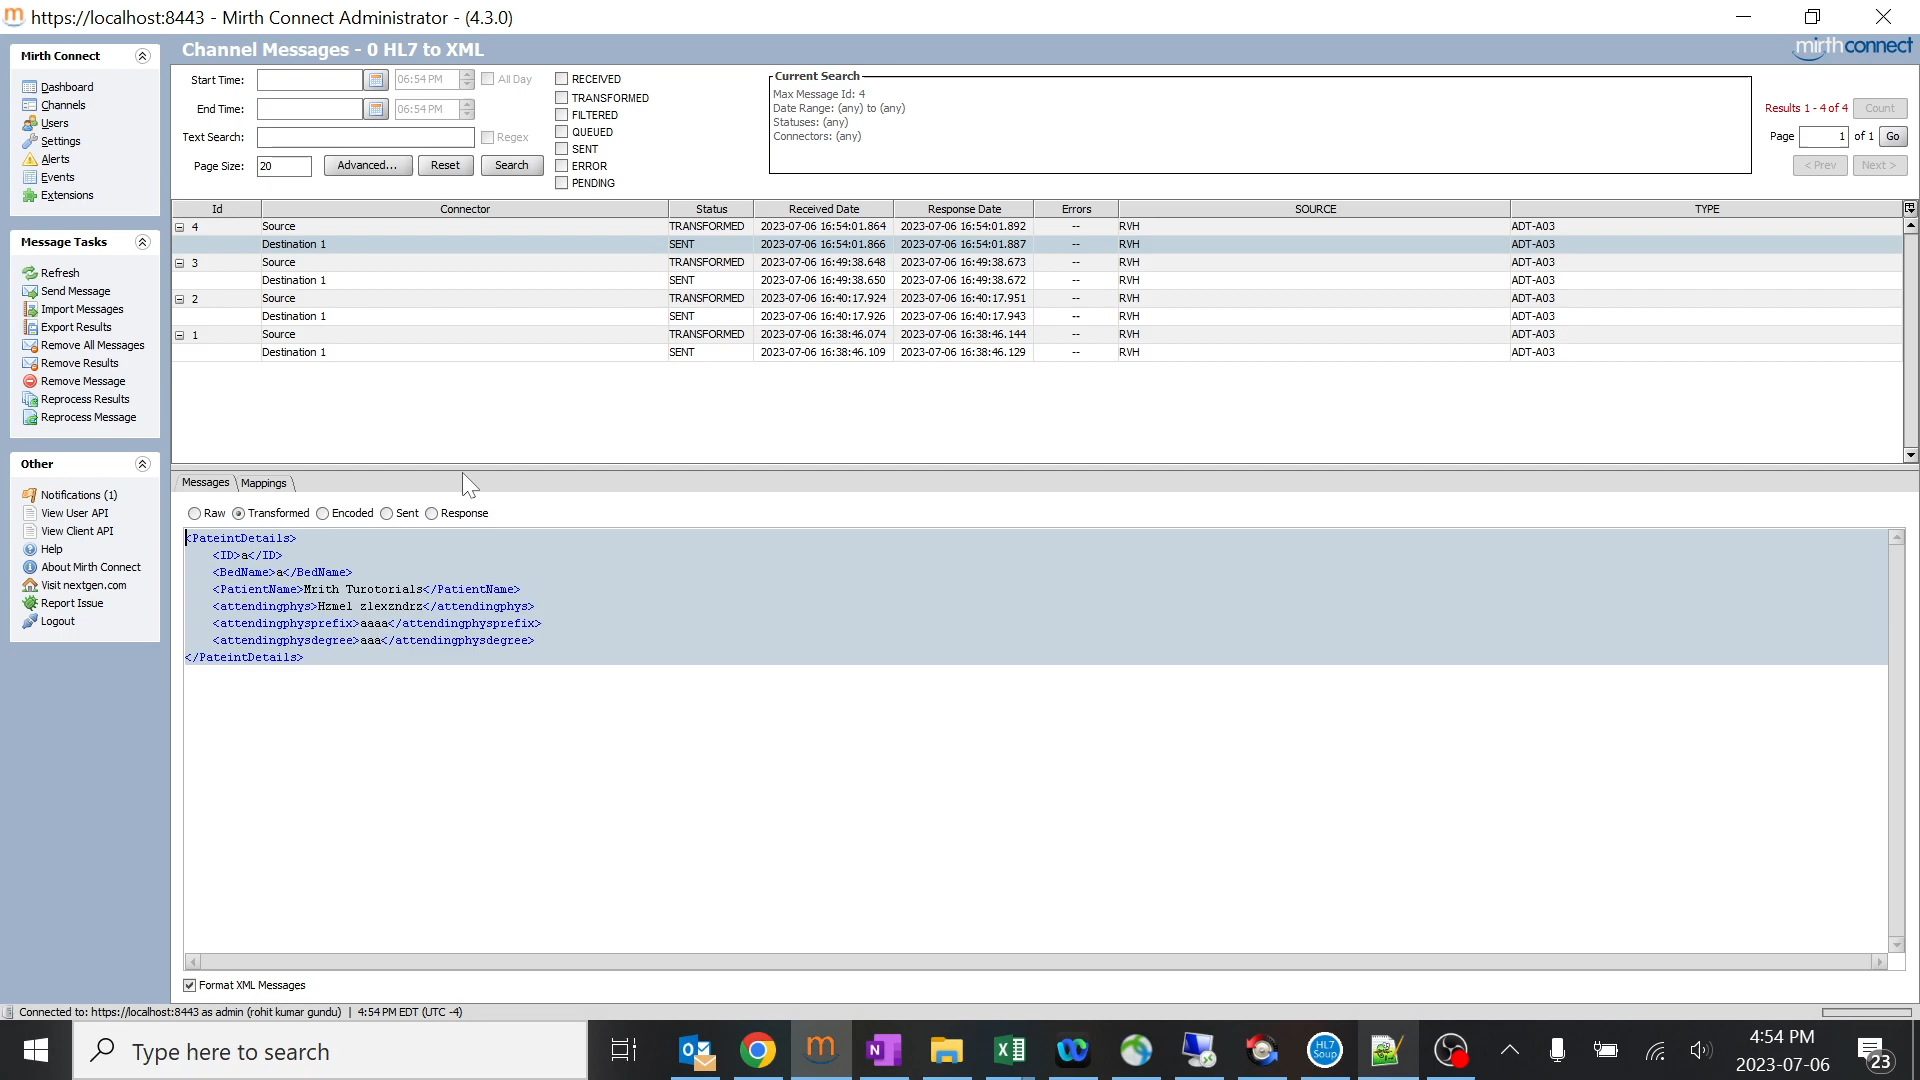 https://localhost:8443 - Mirth Connect Administrator - (4.3.0)
Mirth Connect
Dashboard
Channels
Users
Settings
Alerts
Events
Extensions
Message Tasks
Refresh
Send Message
Import Messages
Export Results
Remove All Messages
Remove Results
Remove Message
Reprocess Results
Reprocess Message
Other
Notifications (1)
View User API
View Client API
Help
About Mirth Connect
Visit nextgen.com
Report Issue
Logout
Channel Messages - 0 HL7 to XML
mirthconnect
Start Time: 06:54 PM All Day
End Time: 06:54 PM
Text Search: Regex
Page Size: 20 Advanced... Reset Search
RECEIVED
TRANSFORMED
FILTERED
QUEUED
SENT
ERROR
PENDING
Current Search
Max Message Id: 4
Date Range: (any) to (any)
Statuses: (any)
Connectors: (any)
Results 1 - 4 of 4 Count
Page 1 of 1 Go
< Prev Next >
Id Connector Status Received Date Response Date Errors SOURCE TYPE
4 Source TRANSFORMED 2023-07-06 16:54:01.864 2023-07-06 16:54:01.892 -- RVH ADT-A03
Destination 1 SENT 2023-07-06 16:54:01.866 2023-07-06 16:54:01.887 -- RVH ADT-A03
3 Source TRANSFORMED 2023-07-06 16:49:38.648 2023-07-06 16:49:38.673 -- RVH ADT-A03
Destination 1 SENT 2023-07-06 16:49:38.650 2023-07-06 16:49:38.672 -- RVH ADT-A03
2 Source TRANSFORMED 2023-07-06 16:40:17.924 2023-07-06 16:40:17.951 -- RVH ADT-A03
Destination 1 SENT 2023-07-06 16:40:17.926 2023-07-06 16:40:17.943 -- RVH ADT-A03
1 Source TRANSFORMED 2023-07-06 16:38:46.074 2023-07-06 16:38:46.144 -- RVH ADT-A03
Destination 1 SENT 2023-07-06 16:38:46.109 2023-07-06 16:38:46.129 -- RVH ADT-A03
Messages Mappings
Raw Transformed Encoded Sent Response
<PateintDetails>
<ID>a</ID>
<BedName>a</BedName>
<PatientName>Mrith Turotorials</PatientName>
<attendingphys>Hzmel zlexzndrz</attendingphys>
<attendingphysprefix>aaaa</attendingphysprefix>
<attendingphysdegree>aaa</attendingphysdegree>
</PateintDetails>
Format XML Messages
Connected to: https://localhost:8443 as admin (rohit kumar gundu) | 4:54 PM EDT (UTC -4)
Type here to search
HL7 Soup
4:54 PM
2023-07-06
23